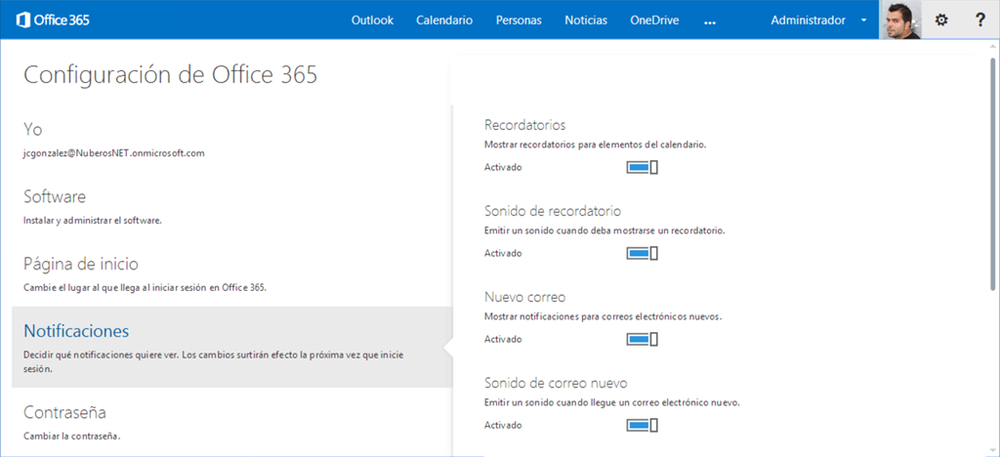 Office 365
Outlook
Calendario
Personas
Noticias
OneDrive
...
Administrador
?
Configuración de Office 365
Yo
jcgonzalez@NuberosNET.onmicrosoft.com
Software
Instalar y administrar el software.
Página de inicio
Cambie el lugar al que llega al iniciar sesión en Office 365.
Notificaciones
Decidir qué notificaciones quiere ver. Los cambios surtirán efecto la próxima vez que inicie
sesión.
Contraseña
Cambiar la contraseña.
Recordatorios
Mostrar recordatorios para elementos del calendario.
Activado
Sonido de recordatorio
Emitir un sonido cuando deba mostrarse un recordatorio.
Activado
Nuevo correo
Mostrar notificaciones para correos electrónicos nuevos.
Activado
Sonido de correo nuevo
Emitir un sonido cuando llegue un correo electrónico nuevo.
Activado